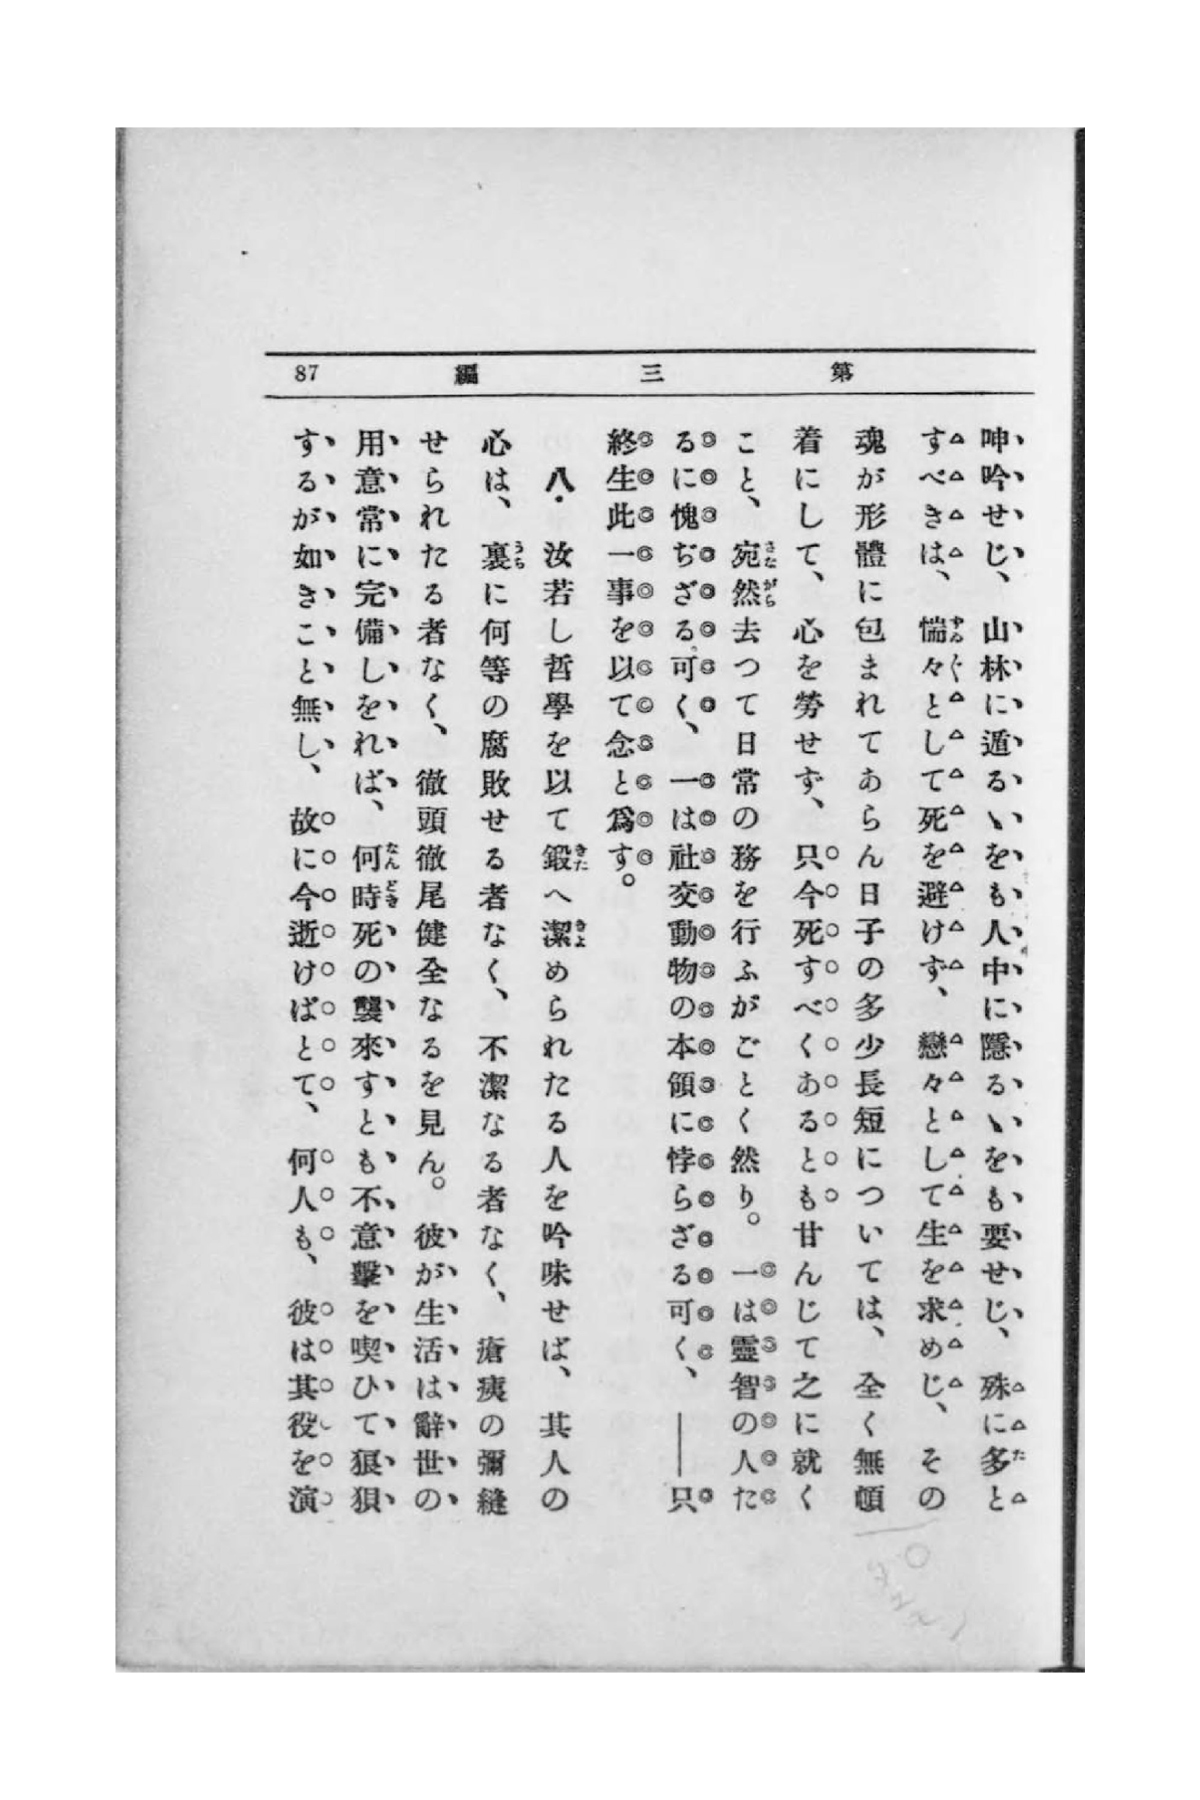 第三編 87
呻吟せじ、山林に遁るゝをも人中に隱るゝをも要せじ、殊に多と
すべきは、惴々として死を避けず、戀々として生を求めじ、その
魂が形體に包まれてあらん日子の多少長短については、全く無頓
着にして、心を勞せず、只今死すべくあるとも甘んじて之に就く
こと、宛然去つて日常の務を行ふがごとく然り。一は靈智の人た
るに愧ぢざる可く、一は社交動物の本領に悖らざる可く、――只
終生此一事を以て念と爲す。
八・汝若し哲學を以て鍛へ潔められたる人を吟味せば、其人の
心は、裏に何等の腐敗せる者なく、不潔なる者なく、瘡痍の彌縫
せられたる者なく、徹頭徹尾健全なるを見ん。彼が生活は辭世の
用意常に完備しをれば、何時死の襲來すとも不意擊を喫ひて狼狽
するが如きこと無し、故に今逝けばとて、何人も、彼は其役を演